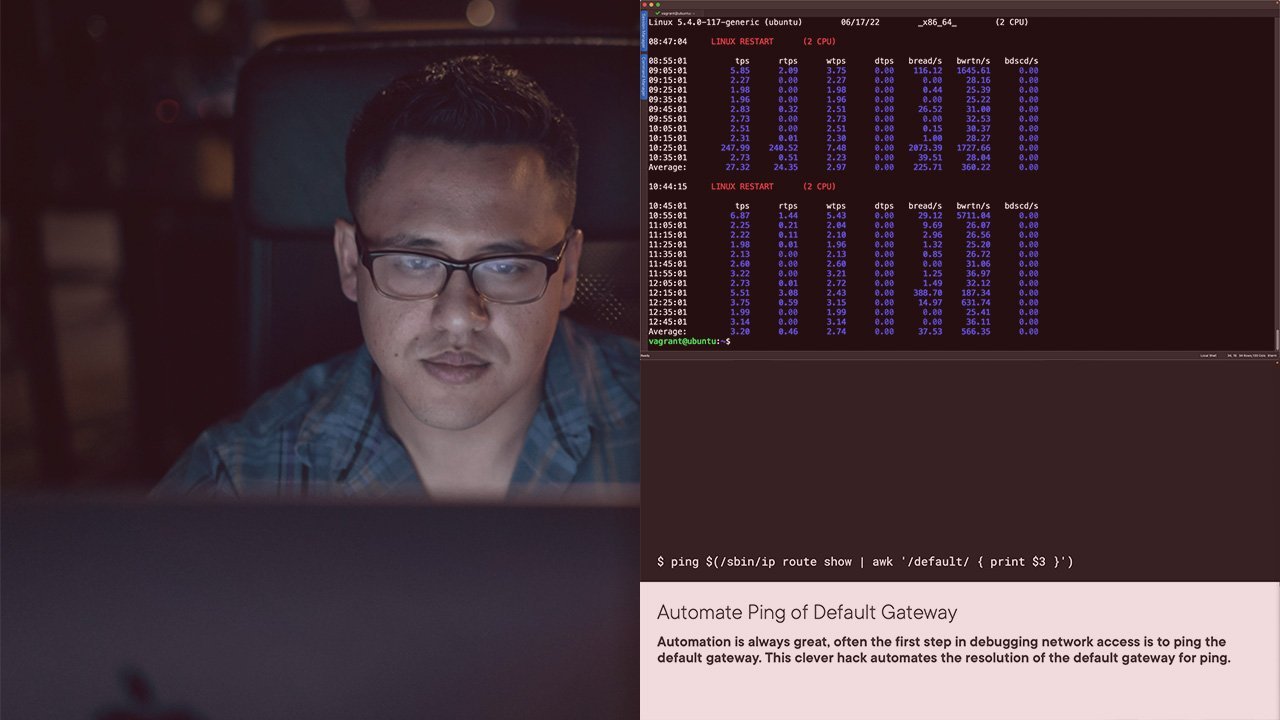 vagrant@ubuntu:~
Session Manager
Command Manager
Linux 5.4.0-117-generic (ubuntu) 06/17/22 _x86_64_ (2 CPU)
08:47:04 LINUX RESTART (2 CPU)
08:55:01 tps rtps wtps dtps bread/s bwrtn/s bdscd/s
09:05:01 5.85 2.09 3.75 0.00 116.12 1645.61 0.00
09:15:01 2.27 0.00 2.27 0.00 0.00 28.16 0.00
09:25:01 1.98 0.00 1.98 0.00 0.44 25.39 0.00
09:35:01 1.96 0.00 1.96 0.00 0.00 25.22 0.00
09:45:01 2.83 0.32 2.51 0.00 26.52 31.00 0.00
09:55:01 2.73 0.00 2.73 0.00 0.00 32.53 0.00
10:05:01 2.51 0.00 2.51 0.00 0.15 30.37 0.00
10:15:01 2.31 0.01 2.30 0.00 1.00 28.27 0.00
10:25:01 247.99 240.52 7.48 0.00 2073.39 1727.66 0.00
10:35:01 2.73 0.51 2.23 0.00 39.51 28.04 0.00
Average: 27.32 24.35 2.97 0.00 225.71 360.22 0.00
10:44:15 LINUX RESTART (2 CPU)
10:45:01 tps rtps wtps dtps bread/s bwrtn/s bdscd/s
10:55:01 6.87 1.44 5.43 0.00 29.12 5711.04 0.00
11:05:01 2.25 0.21 2.04 0.00 9.69 26.07 0.00
11:15:01 2.22 0.11 2.10 0.00 2.96 26.56 0.00
11:25:01 1.98 0.01 1.96 0.00 1.32 25.20 0.00
11:35:01 2.13 0.00 2.13 0.00 0.85 26.72 0.00
11:45:01 2.60 0.00 2.60 0.00 0.00 31.06 0.00
11:55:01 3.22 0.00 3.21 0.00 1.25 36.97 0.00
12:05:01 2.73 0.01 2.72 0.00 1.49 32.12 0.00
12:15:01 5.51 3.08 2.43 0.00 388.70 187.34 0.00
12:25:01 3.75 0.59 3.15 0.00 14.97 631.74 0.00
12:35:01 1.99 0.00 1.99 0.00 0.00 25.41 0.00
12:45:01 3.14 0.00 3.14 0.00 0.00 36.11 0.00
Average: 3.20 0.46 2.74 0.00 37.53 566.35 0.00
vagrant@ubuntu:~$
Ready Local Shell
$ ping $(/sbin/ip route show | awk '/default/ { print $3 }')
Automate Ping of Default Gateway
Automation is always great, often the first step in debugging network access is to ping the
default gateway. This clever hack automates the resolution of the default gateway for ping.